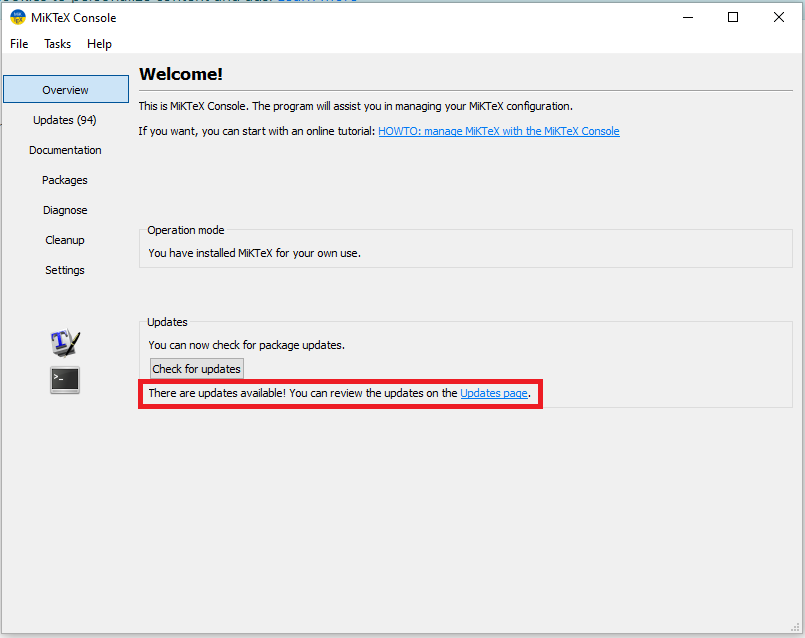 MiKTeX Console
File Tasks Help
Overview
Updates (94)
Documentation
Packages
Diagnose
Cleanup
Settings
Welcome!
This is MiKTeX Console. The program will assist you in managing your MiKTeX configuration.
If you want, you can start with an online tutorial: HOWTO: manage MiKTeX with the MiKTeX Console
Operation mode
You have installed MiKTeX for your own use.
Updates
You can now check for package updates.
Check for updates
There are updates available! You can review the updates on the Updates page.